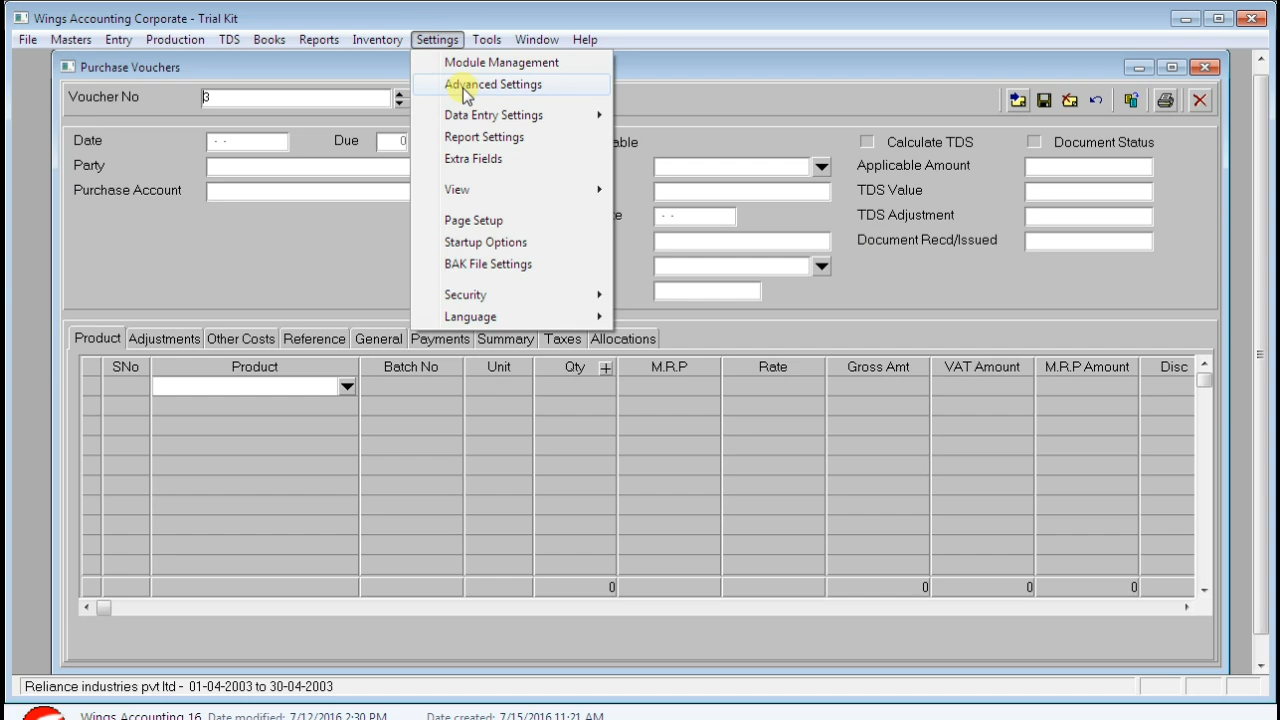 Wings Accounting Corporate - Trial Kit
File Masters Entry Production TDS Books Reports Inventory Settings Tools Window Help
Purchase Vouchers
Module Management
Advanced Settings
Data Entry Settings
Report Settings
Extra Fields
View
Page Setup
Startup Options
BAK File Settings
Security
Language
Voucher No 3
Date - - Due 0 able Calculate TDS Document Status
Party Applicable Amount
Purchase Account TDS Value
e - - TDS Adjustment
Document Recd/Issued
Product Adjustments Other Costs Reference General Payments Summary Taxes Allocations
SNo Product Batch No Unit Qty + M.R.P Rate Gross Amt VAT Amount M.R.P Amount Disc
0 0 0 0
Reliance industries pvt ltd - 01-04-2003 to 30-04-2003
Wings Accounting 16 Date modified: 7/12/2016 2:30 PM Date created: 7/15/2016 11:21 AM